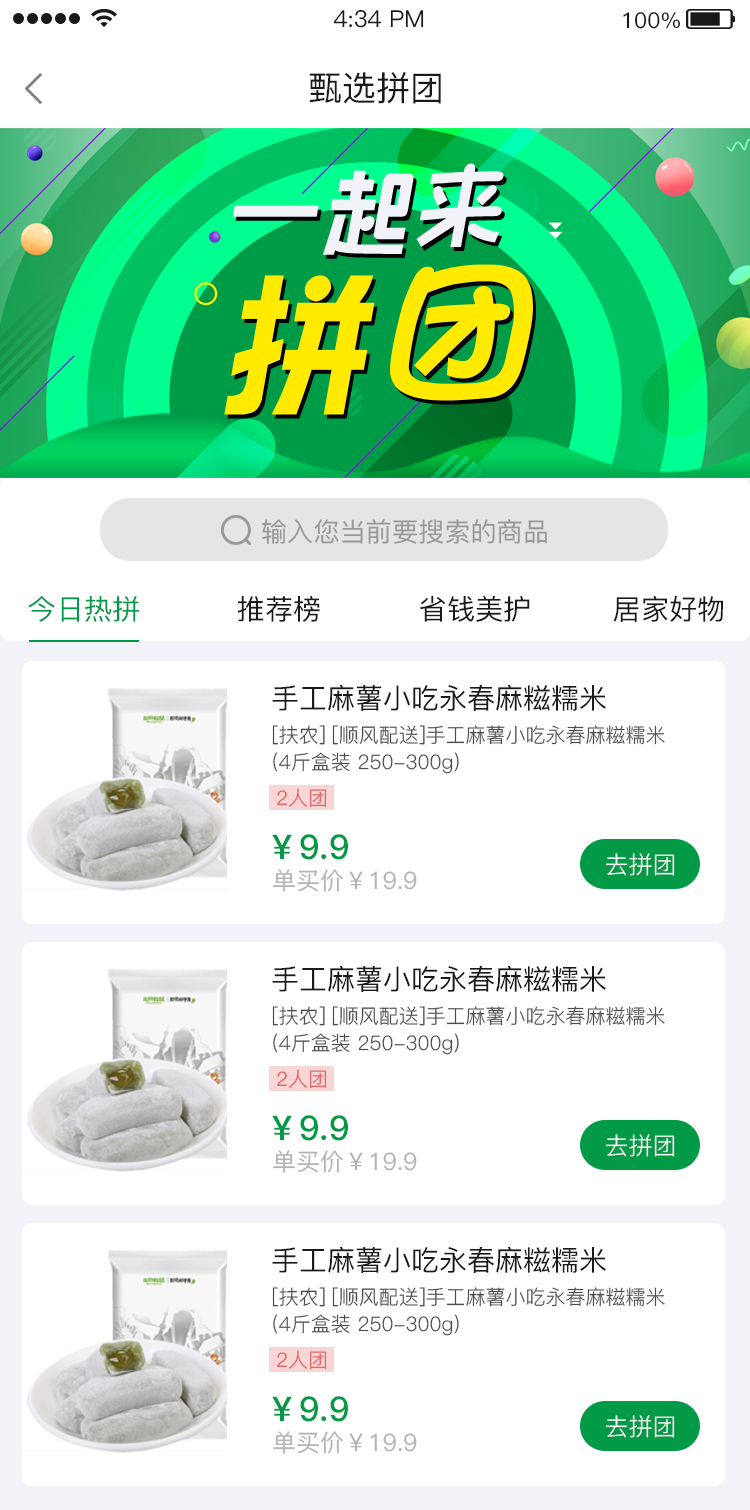 4:34 PM
100%
甄选拼团
一起来
拼团
输入您当前要搜索的商品
今日热拼 推荐榜 省钱美护 居家好物
手工麻薯小吃永春麻糍糯米
[扶农] [顺风配送]手工麻薯小吃永春麻糍糯米
(4斤盒装 250-300g)
2人团
¥ 9.9
单买价 ¥ 19.9
去拼团
手工麻薯小吃永春麻糍糯米
[扶农] [顺风配送]手工麻薯小吃永春麻糍糯米
(4斤盒装 250-300g)
2人团
¥ 9.9
单买价 ¥ 19.9
去拼团
手工麻薯小吃永春麻糍糯米
[扶农] [顺风配送]手工麻薯小吃永春麻糍糯米
(4斤盒装 250-300g)
2人团
¥ 9.9
单买价 ¥ 19.9
去拼团